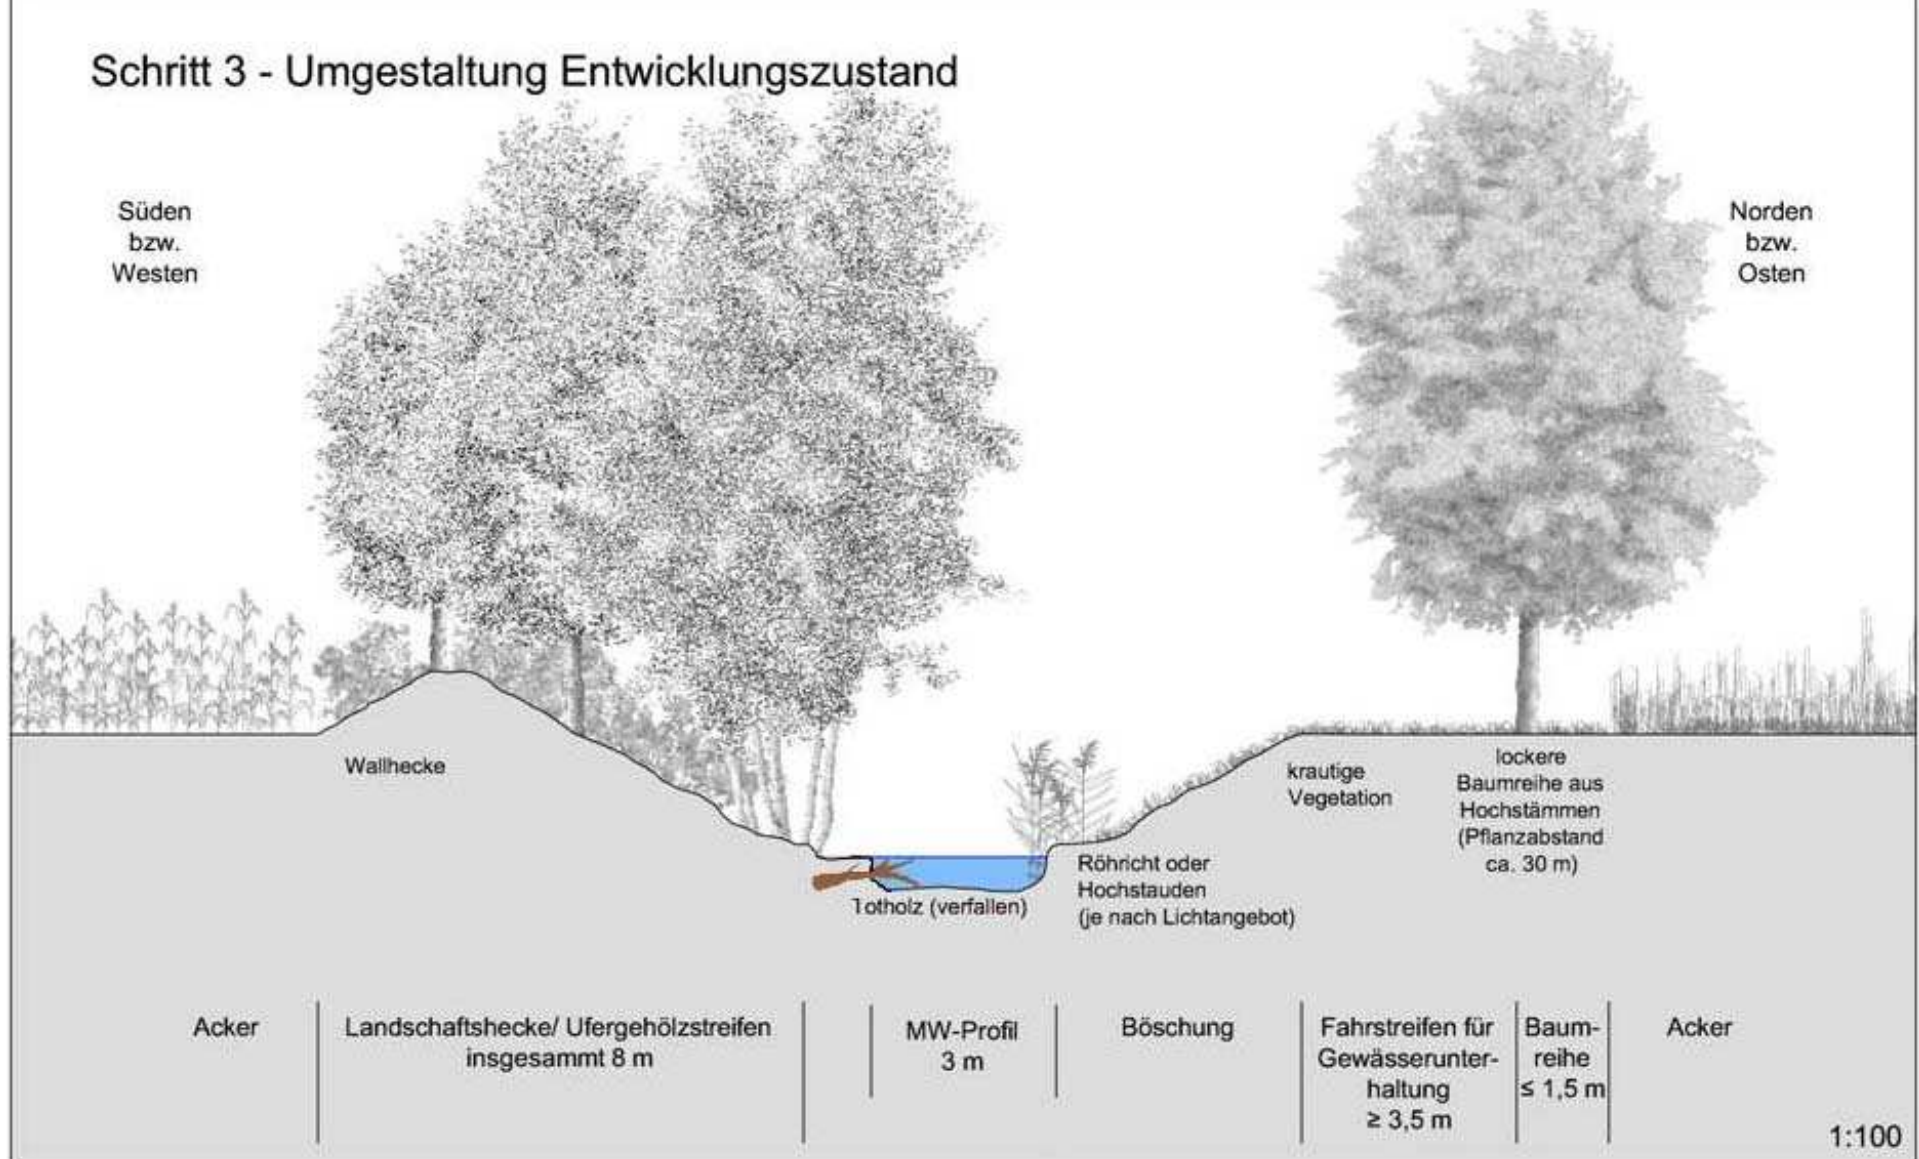 Schritt 3 - Umgestaltung Entwicklungszustand
Süden
bzw.
Westen
Norden
bzw.
Osten
Wallhecke
krautige
Vegetation
lockere
Baumreihe aus
Hochstämmen
(Pflanzabstand
ca. 30 m)
Röhricht oder
Hochstauden
(je nach Lichtangebot)
Totholz (verfallen)
Acker
Landschaftshecke/ Ufergehölzstreifen
insgesammt 8 m
MW-Profil
3 m
Böschung
Fahrstreifen für
Gewässerunter-
haltung
≥ 3,5 m
Baum-
reihe
≤ 1,5 m
Acker
1:100